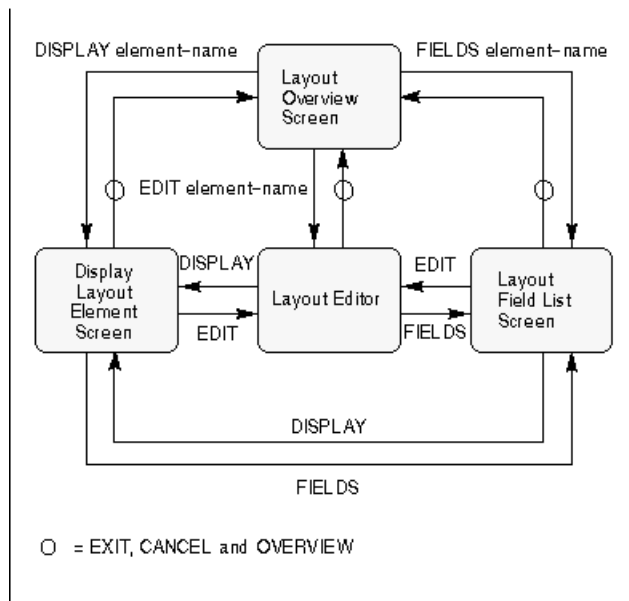 DISPLAY element-name
FIELDS element-name
Layout
Overview
Screen
EDIT element-name
Display
Layout
Element
Screen
DISPLAY
EDIT
Layout Editor
EDIT
FIELDS
Layout
Field List
Screen
DISPLAY
FIELDS
= EXIT, CANCEL and OVERVIEW